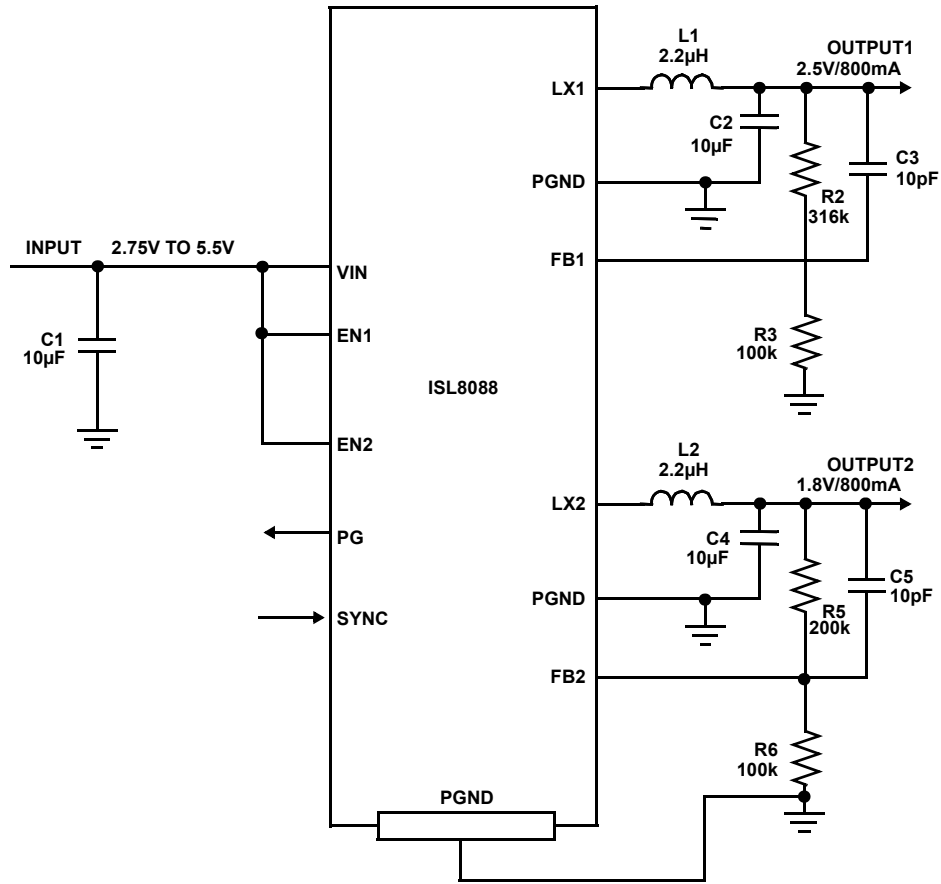 L1
2.2µH
OUTPUT1
2.5V/800mA
LX1
C2
10µF
C3
10pF
PGND
R2
316k
INPUT
2.75V TO 5.5V
FB1
VIN
C1
10µF
EN1
R3
100k
ISL8088
EN2
L2
2.2µH
OUTPUT2
1.8V/800mA
LX2
PG
C4
10µF
C5
10pF
PGND
SYNC
R5
200k
FB2
R6
100k
PGND